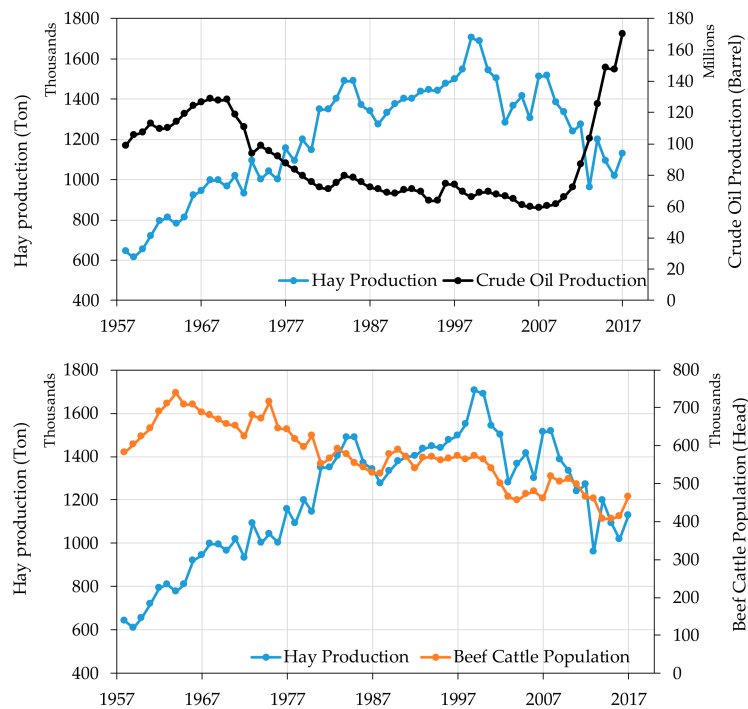 1800
1600
1400
1200
1000
800
600
400
Thousands
Hay production (Ton)
180
160
140
120
100
80
60
40
20
0
Millions
Crude Oil Production (Barrel)
Hay Production
Crude Oil Production
1957 1967 1977 1987 1997 2007 2017
1800
1600
1400
1200
1000
800
600
400
Thousands
Hay production (Ton)
800
700
600
500
400
300
200
100
0
Thousands
Beef Cattle Population (Head)
Hay Production
Beef Cattle Population
1957 1967 1977 1987 1997 2007 2017